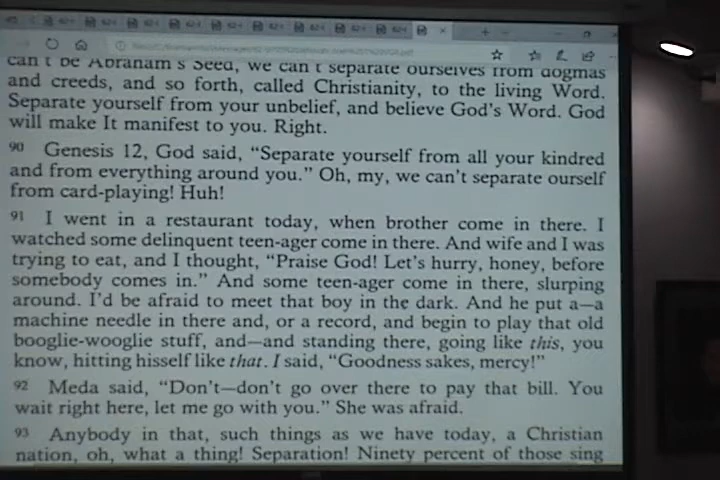 can't be Abraham's Seed, we can't separate ourselves from dogmas
and creeds, and so forth, called Christianity, to the living Word.
Separate yourself from your unbelief, and believe God's Word. God
will make It manifest to you. Right.
90 Genesis 12, God said, “Separate yourself from all your kindred
and from everything around you.” Oh, my, we can't separate ourself
from card-playing! Huh!
91 I went in a restaurant today, when brother come in there. I
watched some delinquent teen-ager come in there. And wife and I was
trying to eat, and I thought, “Praise God! Let's hurry, honey, before
somebody comes in.” And some teen-ager come in there, slurping
around. I'd be afraid to meet that boy in the dark. And he put a—a
machine needle in there and, or a record, and begin to play that old
booglie-wooglie stuff, and—and standing there, going like this, you
know, hitting hisself like that. I said, “Goodness sakes, mercy!”
92 Meda said, “Don't—don't go over there to pay that bill. You
wait right here, let me go with you.” She was afraid.
93 Anybody in that, such things as we have today, a Christian
nation, oh, what a thing! Separation! Ninety percent of those sing